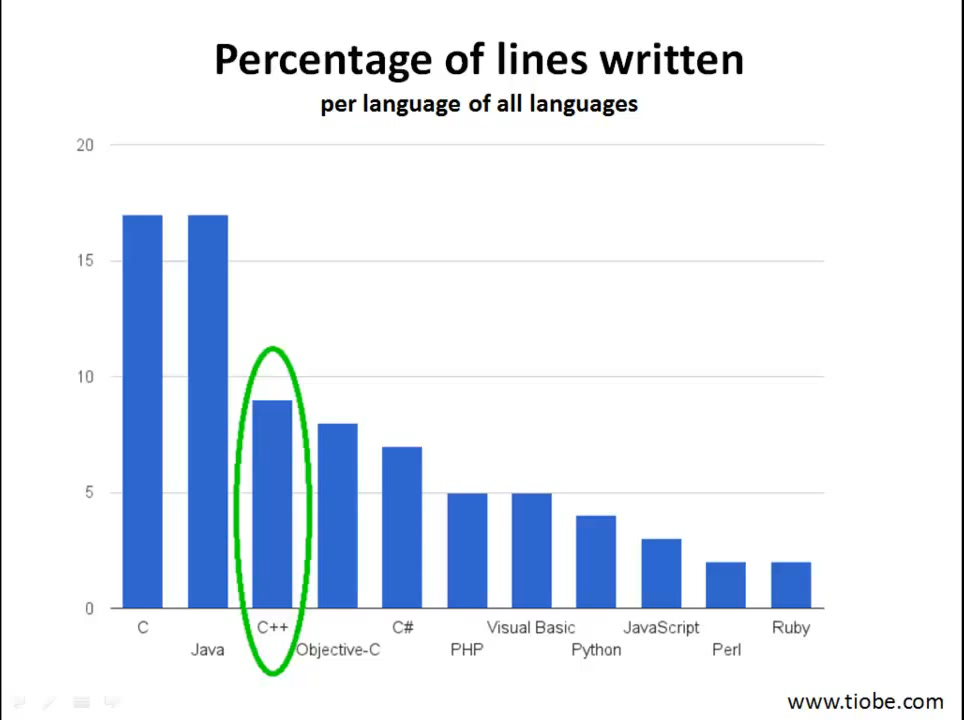 Percentage of lines written
per language of all languages
20
15
10
5
0
C
Java
C++
Objective-C
C#
PHP
Visual Basic
Python
JavaScript
Perl
Ruby
www.tiobe.com